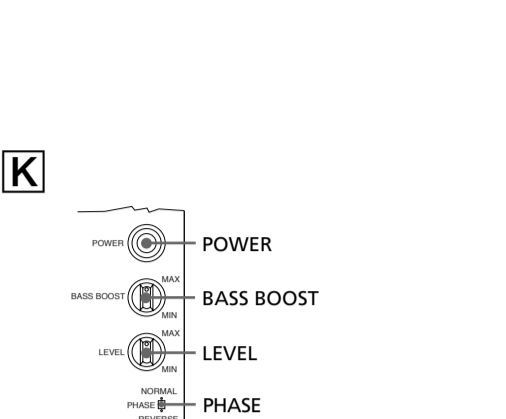 K
POWER POWER
MAX
BASS BOOST BASS BOOST
MIN
MAX
LEVEL LEVEL
MIN
NORMAL
PHASE PHASE
REVERSE